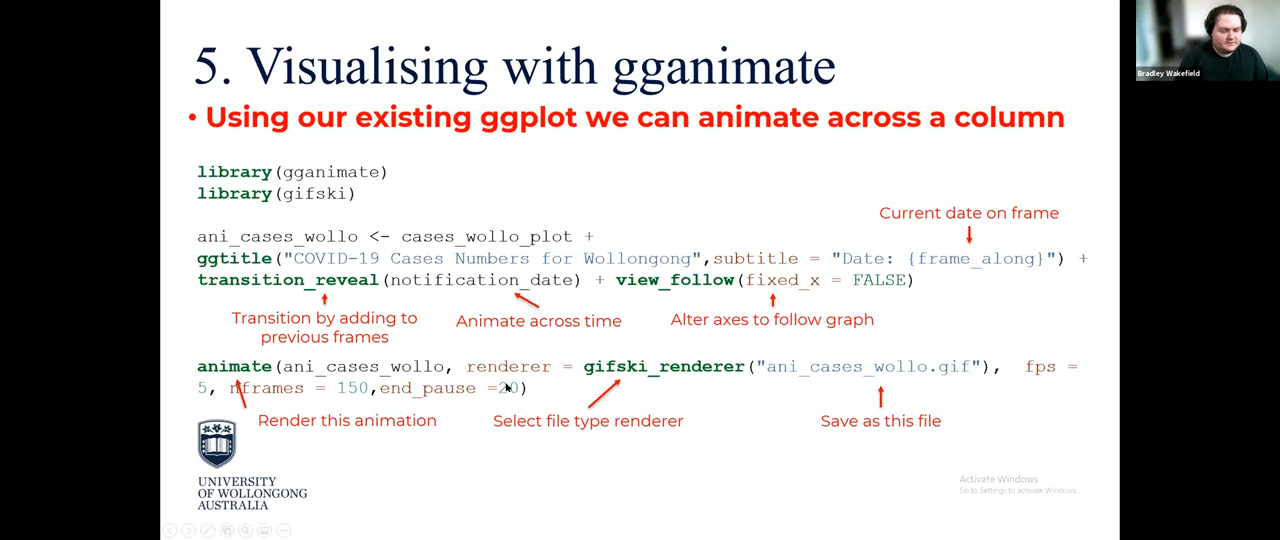 5. Visualising with gganimate
Bradley Wakefield
• Using our existing ggplot we can animate across a column
library(gganimate)
library(gifski)
Current date on frame
ani_cases_wollo <- cases_wollo_plot +
ggtitle("COVID-19 Cases Numbers for Wollongong",subtitle = "Date: {frame_along}") +
transition_reveal(notification_date) + view_follow(fixed_x = FALSE)
Transition by adding to
previous frames
Animate across time
Alter axes to follow graph
animate(ani_cases_wollo, renderer = gifski_renderer("ani_cases_wollo.gif"), fps =
5, nframes = 150,end_pause =20)
Render this animation
Select file type renderer
Save as this file
UNIVERSITY
OF WOLLONGONG
AUSTRALIA
Activate Windows
Go to Settings to activate Windows.